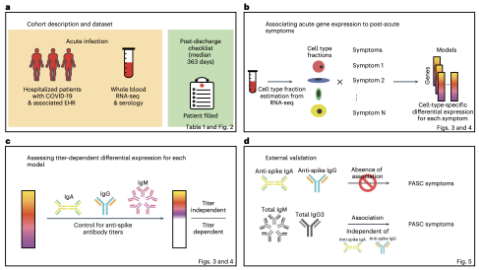 a
Cohort description and dataset
Acute infection
Hospitalized patients
with COVID-19
& associated EHR
Whole blood
RNA-seq
& serology
Post-discharge
checklist
(median
363 days)
Patient filled
Table 1 and Fig. 2
b
Associating acute gene expression to post-acute
symptoms
Cell type
fractions
Symptoms
Models
Symptom 1
Symptom 2
Symptom N
Genes
Cell type fraction
estimation from
RNA-seq
Cell-type-specific
differential expression
for each symptom
Figs. 3 and 4
c
Assessing titer-dependent differential expression for each
model
IgA
IgG
IgM
Control for anti-spike
antibody titers
Titer
independent
Titer
dependent
Figs. 3 and 4
d
External validation
Anti-spike IgA
Anti-spike IgG
Absence of
association
PASC symptoms
Total IgM
Total IgG3
Association
PASC symptoms
Independent of
Anti-spike IgA
Anti-spike IgG
Fig. 5